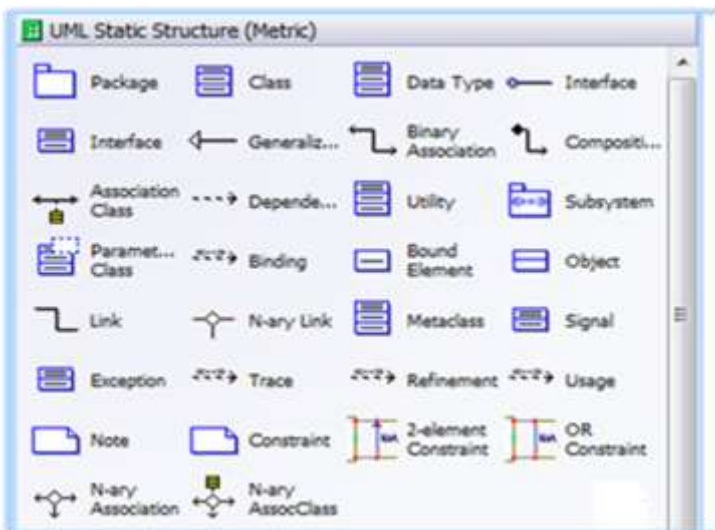 UML Static Structure (Metric)
Package
Class
Data Type
Interface
Interface
Generaliz...
Binary
Association
Compositi...
Association
Class
Depende...
Utility
Subsystem
Paramet...
Class
Binding
Bound
Element
Object
Link
N-ary Link
Metaclass
Signal
Exception
Trace
Refinement
Usage
Note
Constraint
2-element
Constraint
OR
Constraint
N-ary
Association
N-ary
AssocClass